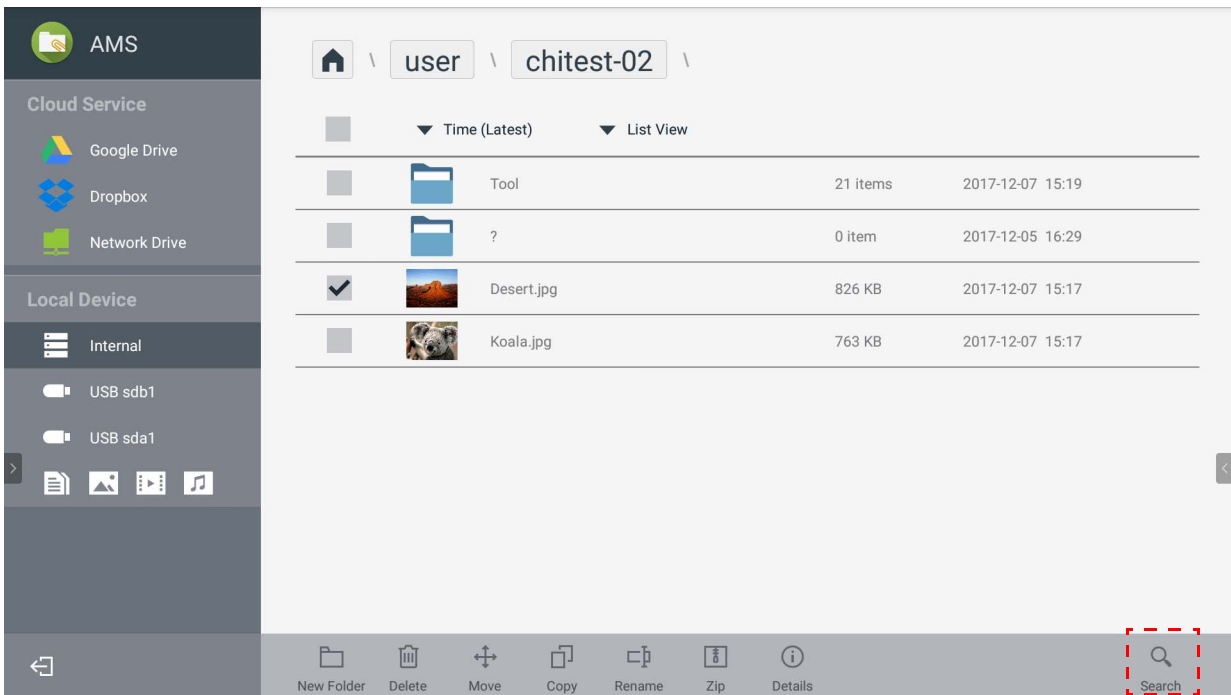 AMS
Cloud Service
Google Drive
Dropbox
Network Drive
Local Device
Internal
USB sdb1
USB sda1
\ user \ chitest-02 \
Time (Latest) List View
Tool 21 items 2017-12-07 15:19
? 0 item 2017-12-05 16:29
Desert.jpg 826 KB 2017-12-07 15:17
Koala.jpg 763 KB 2017-12-07 15:17
New Folder Delete Move Copy Rename Zip Details Search